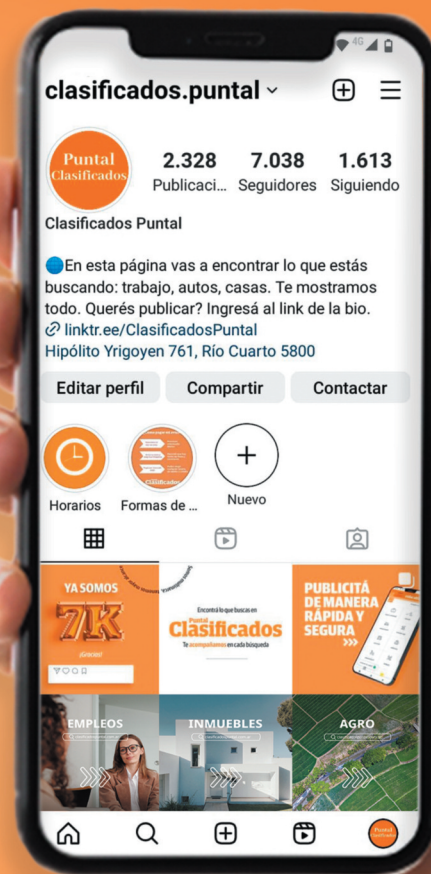 4G
clasificados.puntal
Puntal
Clasificados
2.328 7.038 1.613
Publicaci... Seguidores Siguiendo
Clasificados Puntal
En esta página vas a encontrar lo que estás
buscando: trabajo, autos, casas. Te mostramos
todo. Querés publicar? Ingresá al link de la bio.
linktr.ee/ClasificadosPuntal
Hipólito Yrigoyen 761, Río Cuarto 5800
Editar perfil Compartir Contactar
Horarios Formas de ... Nuevo
YA SOMOS
7K
¡Gracias!
Encontrá lo que buscas en
Puntal
Clasificados
Te acompañamos en cada búsqueda
PUBLICITÁ
DE MANERA
RÁPIDA Y
SEGURA
EMPLEOS INMUEBLES AGRO